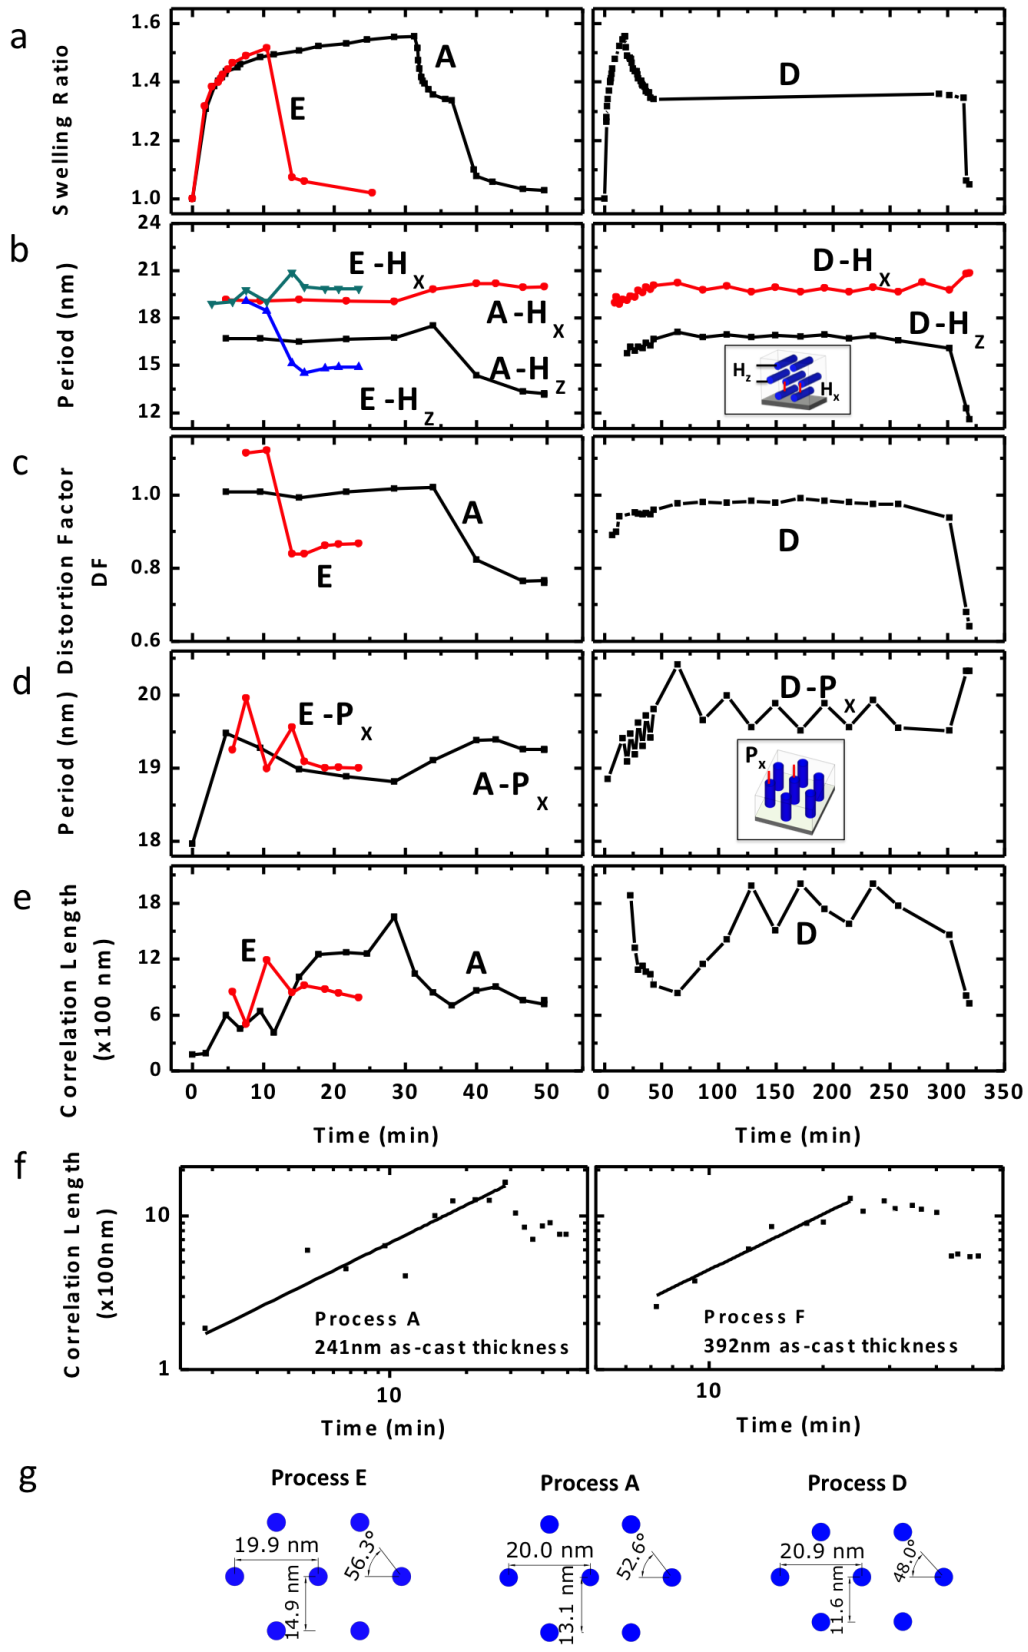 a
Swelling Ratio
1.6
1.4
1.2
1.0
E
A
D
b
Period (nm)
24
21
18
15
12
E-HX
A-HX
A-HZ
E-HZ
D-HX
D-HZ
Hz
Hx
c
Distortion Factor
DF
1.0
0.8
0.6
A
E
D
d
Period (nm)
20
19
18
E-PX
A-PX
D-PX
Px
e
Correlation Length
(x100 nm)
18
12
6
0
E
A
D
0 10 20 30 40 50
0 50 100 150 200 250 300 350
Time (min)
Time (min)
f
Correlation Length
(x100nm)
10
1
Process A
241nm as-cast thickness
Process F
392nm as-cast thickness
10
10
Time (min)
Time (min)
g
Process E
Process A
Process D
19.9 nm
56.3°
14.9 nm
20.0 nm
52.6°
13.1 nm
20.9 nm
48.0°
11.6 nm